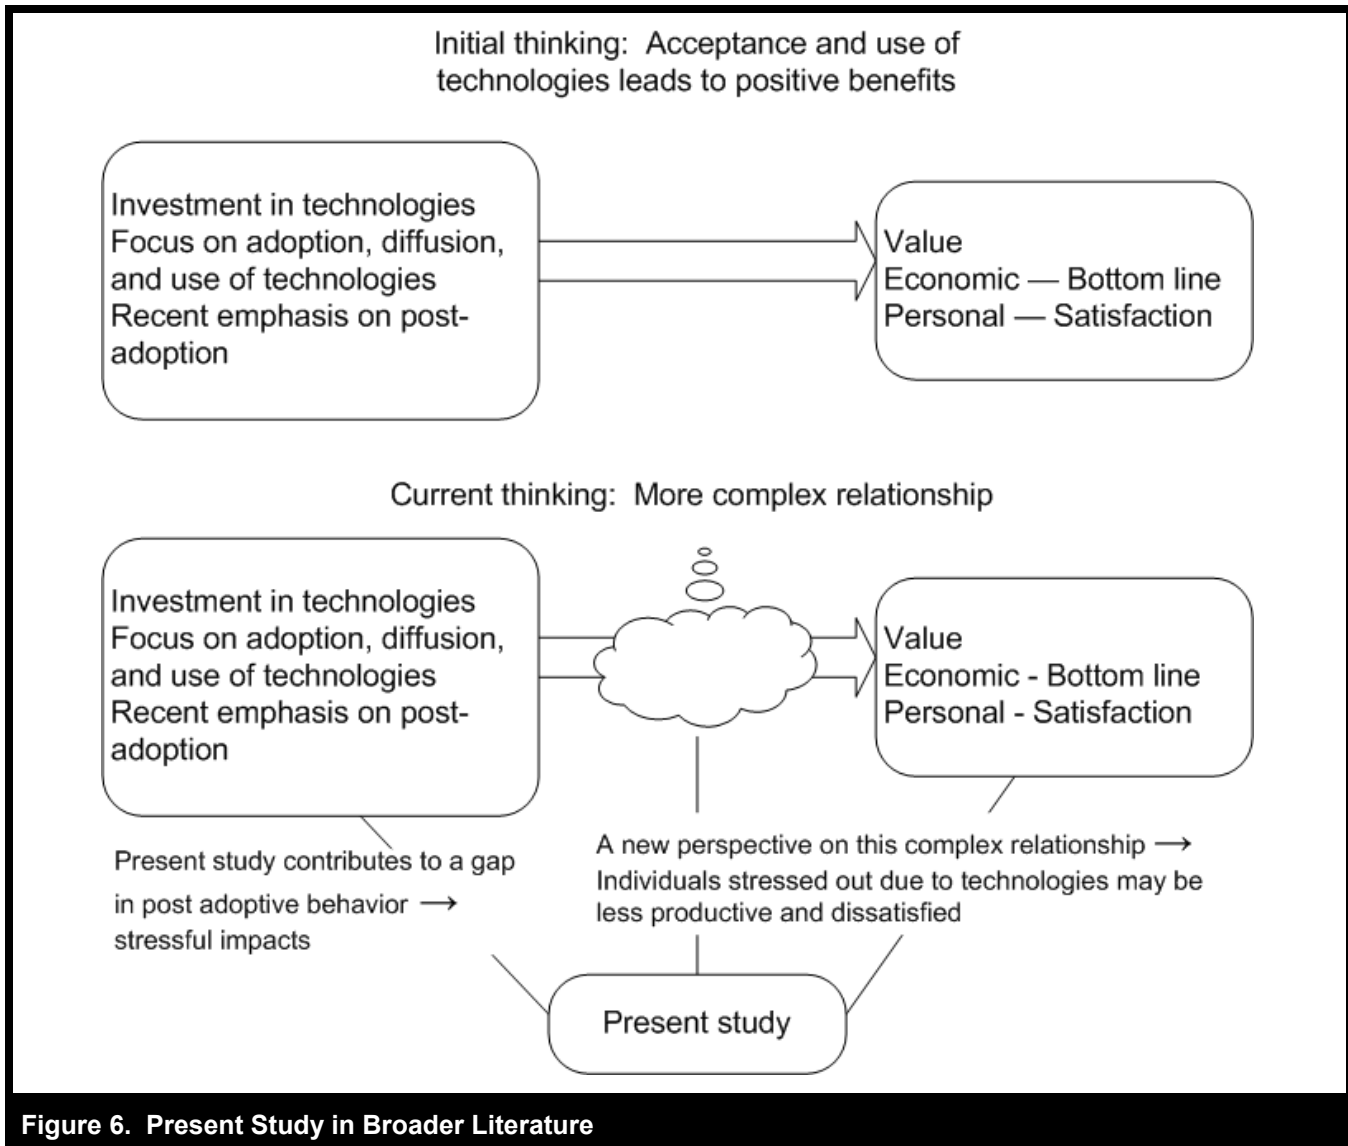 Initial thinking:  Acceptance and use of
technologies leads to positive benefits
Investment in technologies
Focus on adoption, diffusion,
and use of technologies
Recent emphasis on post-
adoption
Value
Economic — Bottom line
Personal — Satisfaction
Current thinking:  More complex relationship
Investment in technologies
Focus on adoption, diffusion,
and use of technologies
Recent emphasis on post-
adoption
Value
Economic - Bottom line
Personal - Satisfaction
Present study contributes to a gap
in post adoptive behavior →
stressful impacts
A new perspective on this complex relationship →
Individuals stressed out due to technologies may be
less productive and dissatisfied
Present study
Figure 6.  Present Study in Broader Literature